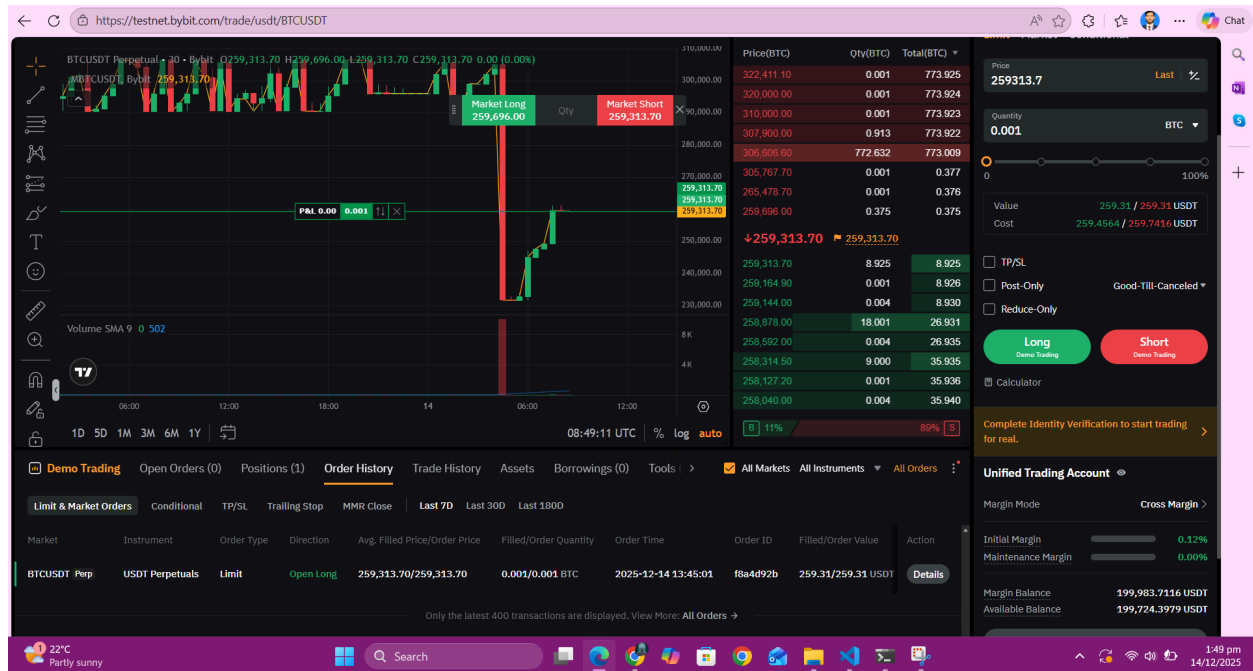 https://testnet.bybit.com/trade/usdt/BTCUSDT
Chat
BTCUSDT Perpetual · 30 · Bybit O259,313.70 H259,696.00 L259,313.70 C259,313.70 0.00 (0.00%)
MBTCUSDT, Bybit 259,313.70
Market Long
259,696.00
Qty
Market Short
259,313.70
310,000.00
300,000.00
290,000.00
280,000.00
270,000.00
259,313.70
259,313.70
259,313.70
250,000.00
240,000.00
230,000.00
P&L 0.00 0.001
Volume SMA 9 0 502
8 K
4 K
06:00 12:00 18:00 14 06:00 12:00
1D 5D 1M 3M 6M 1Y 08:49:11 UTC % log auto
Price(BTC) Qty(BTC) Total(BTC)
322,411.10 0.001 773.925
320,000.00 0.001 773.924
310,000.00 0.001 773.923
307,900.00 0.913 773.922
306,606.60 772.632 773.009
305,767.70 0.001 0.377
265,478.70 0.001 0.376
259,696.00 0.375 0.375
↓259,313.70 259,313.70
259,313.70 8.925 8.925
259,164.90 0.001 8.926
259,144.00 0.004 8.930
258,878.00 18.001 26.931
258,592.00 0.004 26.935
258,314.50 9.000 35.935
258,127.20 0.001 35.936
258,040.00 0.004 35.940
B 11% 89% S
Price
259313.7 Last
Quantity
0.001 BTC
0 100%
Value 259.31 / 259.31 USDT
Cost 259.4564 / 259.7416 USDT
TP/SL
Post-Only Good-Till-Canceled
Reduce-Only
Long
Demo Trading
Short
Demo Trading
Calculator
Complete Identity Verification to start trading
for real.
Unified Trading Account
Margin Mode Cross Margin
Initial Margin 0.12%
Maintenance Margin 0.00%
Margin Balance 199,983.7116 USDT
Available Balance 199,724.3979 USDT
Demo Trading Open Orders (0) Positions (1) Order History Trade History Assets Borrowings (0) Tools All Markets All Instruments All Orders
Limit & Market Orders Conditional TP/SL Trailing Stop MMR Close Last 7D Last 30D Last 180D
Market Instrument Order Type Direction Avg. Filled Price/Order Price Filled/Order Quantity Order Time Order ID Filled/Order Value Action
BTCUSDT Perp USDT Perpetuals Limit Open Long 259,313.70/259,313.70 0.001/0.001 BTC 2025-12-14 13:45:01 f8a4d92b 259.31/259.31 USDT Details
Only the latest 400 transactions are displayed. View More: All Orders →
1
22°C
Partly sunny
Search
1:49 pm
14/12/2025